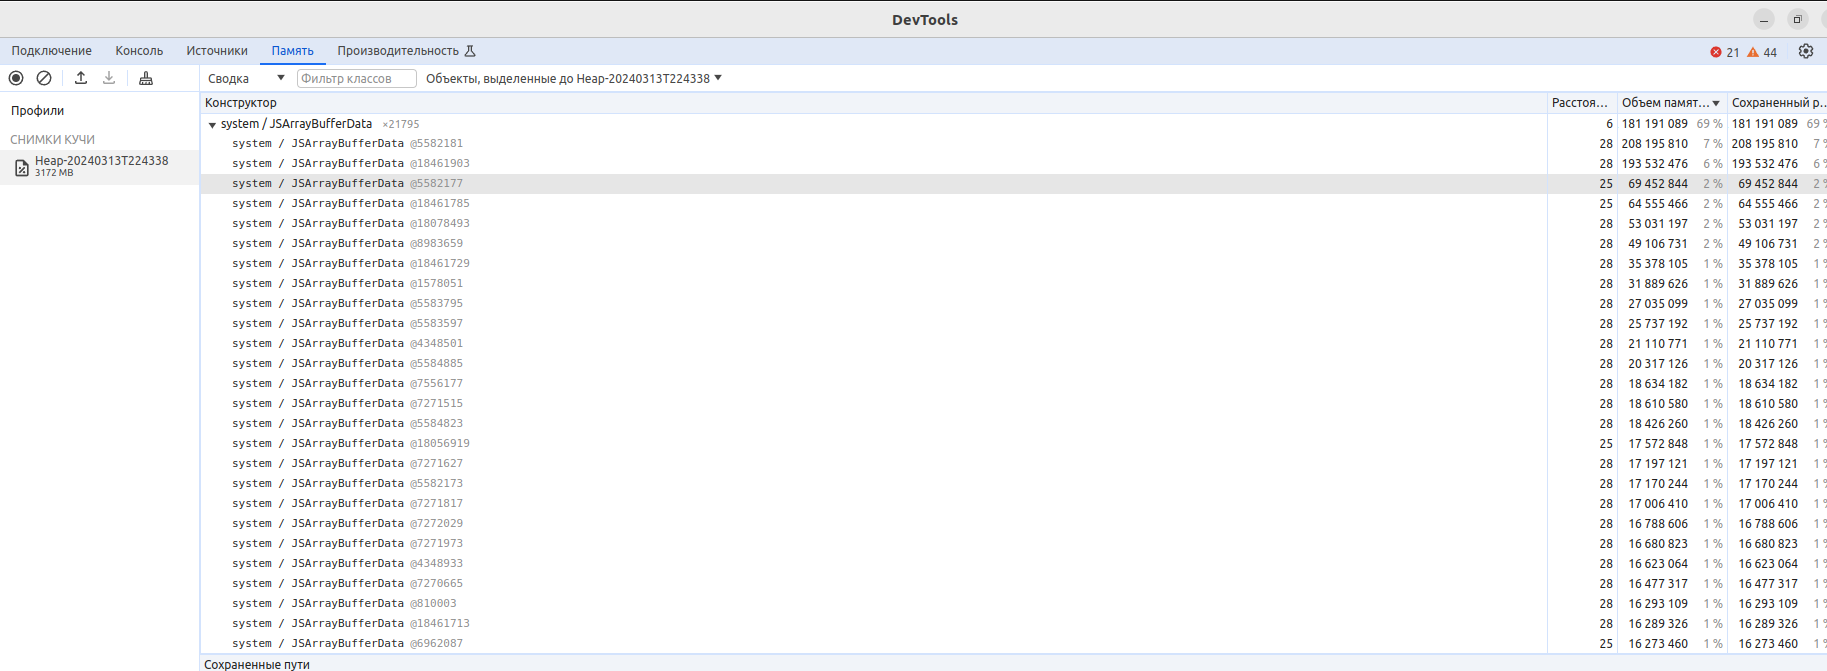 DevTools
Подключение Консоль Источники Память Производительность 21 44
Сводка Фильтр классов Объекты, выделенные до Heap-20240313T224338
Профили
СНИМКИ КУЧИ
Heap-20240313T224338
3172 MB
Конструктор Расстоя… Объем памят… Сохраненный р…
system / JSArrayBufferData ×21795 6 181 191 089 69 % 181 191 089 69 %
system / JSArrayBufferData @5582181 28 208 195 810 7 % 208 195 810 7 %
system / JSArrayBufferData @18461903 28 193 532 476 6 % 193 532 476 6 %
system / JSArrayBufferData @5582177 25 69 452 844 2 % 69 452 844 2 %
system / JSArrayBufferData @18461785 25 64 555 466 2 % 64 555 466 2 %
system / JSArrayBufferData @18078493 28 53 031 197 2 % 53 031 197 2 %
system / JSArrayBufferData @8983659 28 49 106 731 2 % 49 106 731 2 %
system / JSArrayBufferData @18461729 28 35 378 105 1 % 35 378 105 1 %
system / JSArrayBufferData @1578051 28 31 889 626 1 % 31 889 626 1 %
system / JSArrayBufferData @5583795 28 27 035 099 1 % 27 035 099 1 %
system / JSArrayBufferData @5583597 28 25 737 192 1 % 25 737 192 1 %
system / JSArrayBufferData @4348501 28 21 110 771 1 % 21 110 771 1 %
system / JSArrayBufferData @5584885 28 20 317 126 1 % 20 317 126 1 %
system / JSArrayBufferData @7556177 28 18 634 182 1 % 18 634 182 1 %
system / JSArrayBufferData @7271515 28 18 610 580 1 % 18 610 580 1 %
system / JSArrayBufferData @5584823 28 18 426 260 1 % 18 426 260 1 %
system / JSArrayBufferData @18056919 25 17 572 848 1 % 17 572 848 1 %
system / JSArrayBufferData @7271627 28 17 197 121 1 % 17 197 121 1 %
system / JSArrayBufferData @5582173 28 17 170 244 1 % 17 170 244 1 %
system / JSArrayBufferData @7271817 28 17 006 410 1 % 17 006 410 1 %
system / JSArrayBufferData @7272029 28 16 788 606 1 % 16 788 606 1 %
system / JSArrayBufferData @7271973 28 16 680 823 1 % 16 680 823 1 %
system / JSArrayBufferData @4348933 28 16 623 064 1 % 16 623 064 1 %
system / JSArrayBufferData @7270665 28 16 477 317 1 % 16 477 317 1 %
system / JSArrayBufferData @810003 28 16 293 109 1 % 16 293 109 1 %
system / JSArrayBufferData @18461713 28 16 289 326 1 % 16 289 326 1 %
system / JSArrayBufferData @6962087 25 16 273 460 1 % 16 273 460 1 %
Сохраненные пути